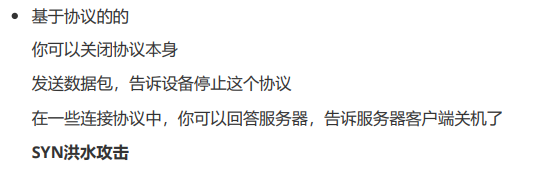 基于协议的的
你可以关闭协议本身
发送数据包，告诉设备停止这个协议
在一些连接协议中，你可以回答服务器，告诉服务器客户端关机了
SYN洪水攻击